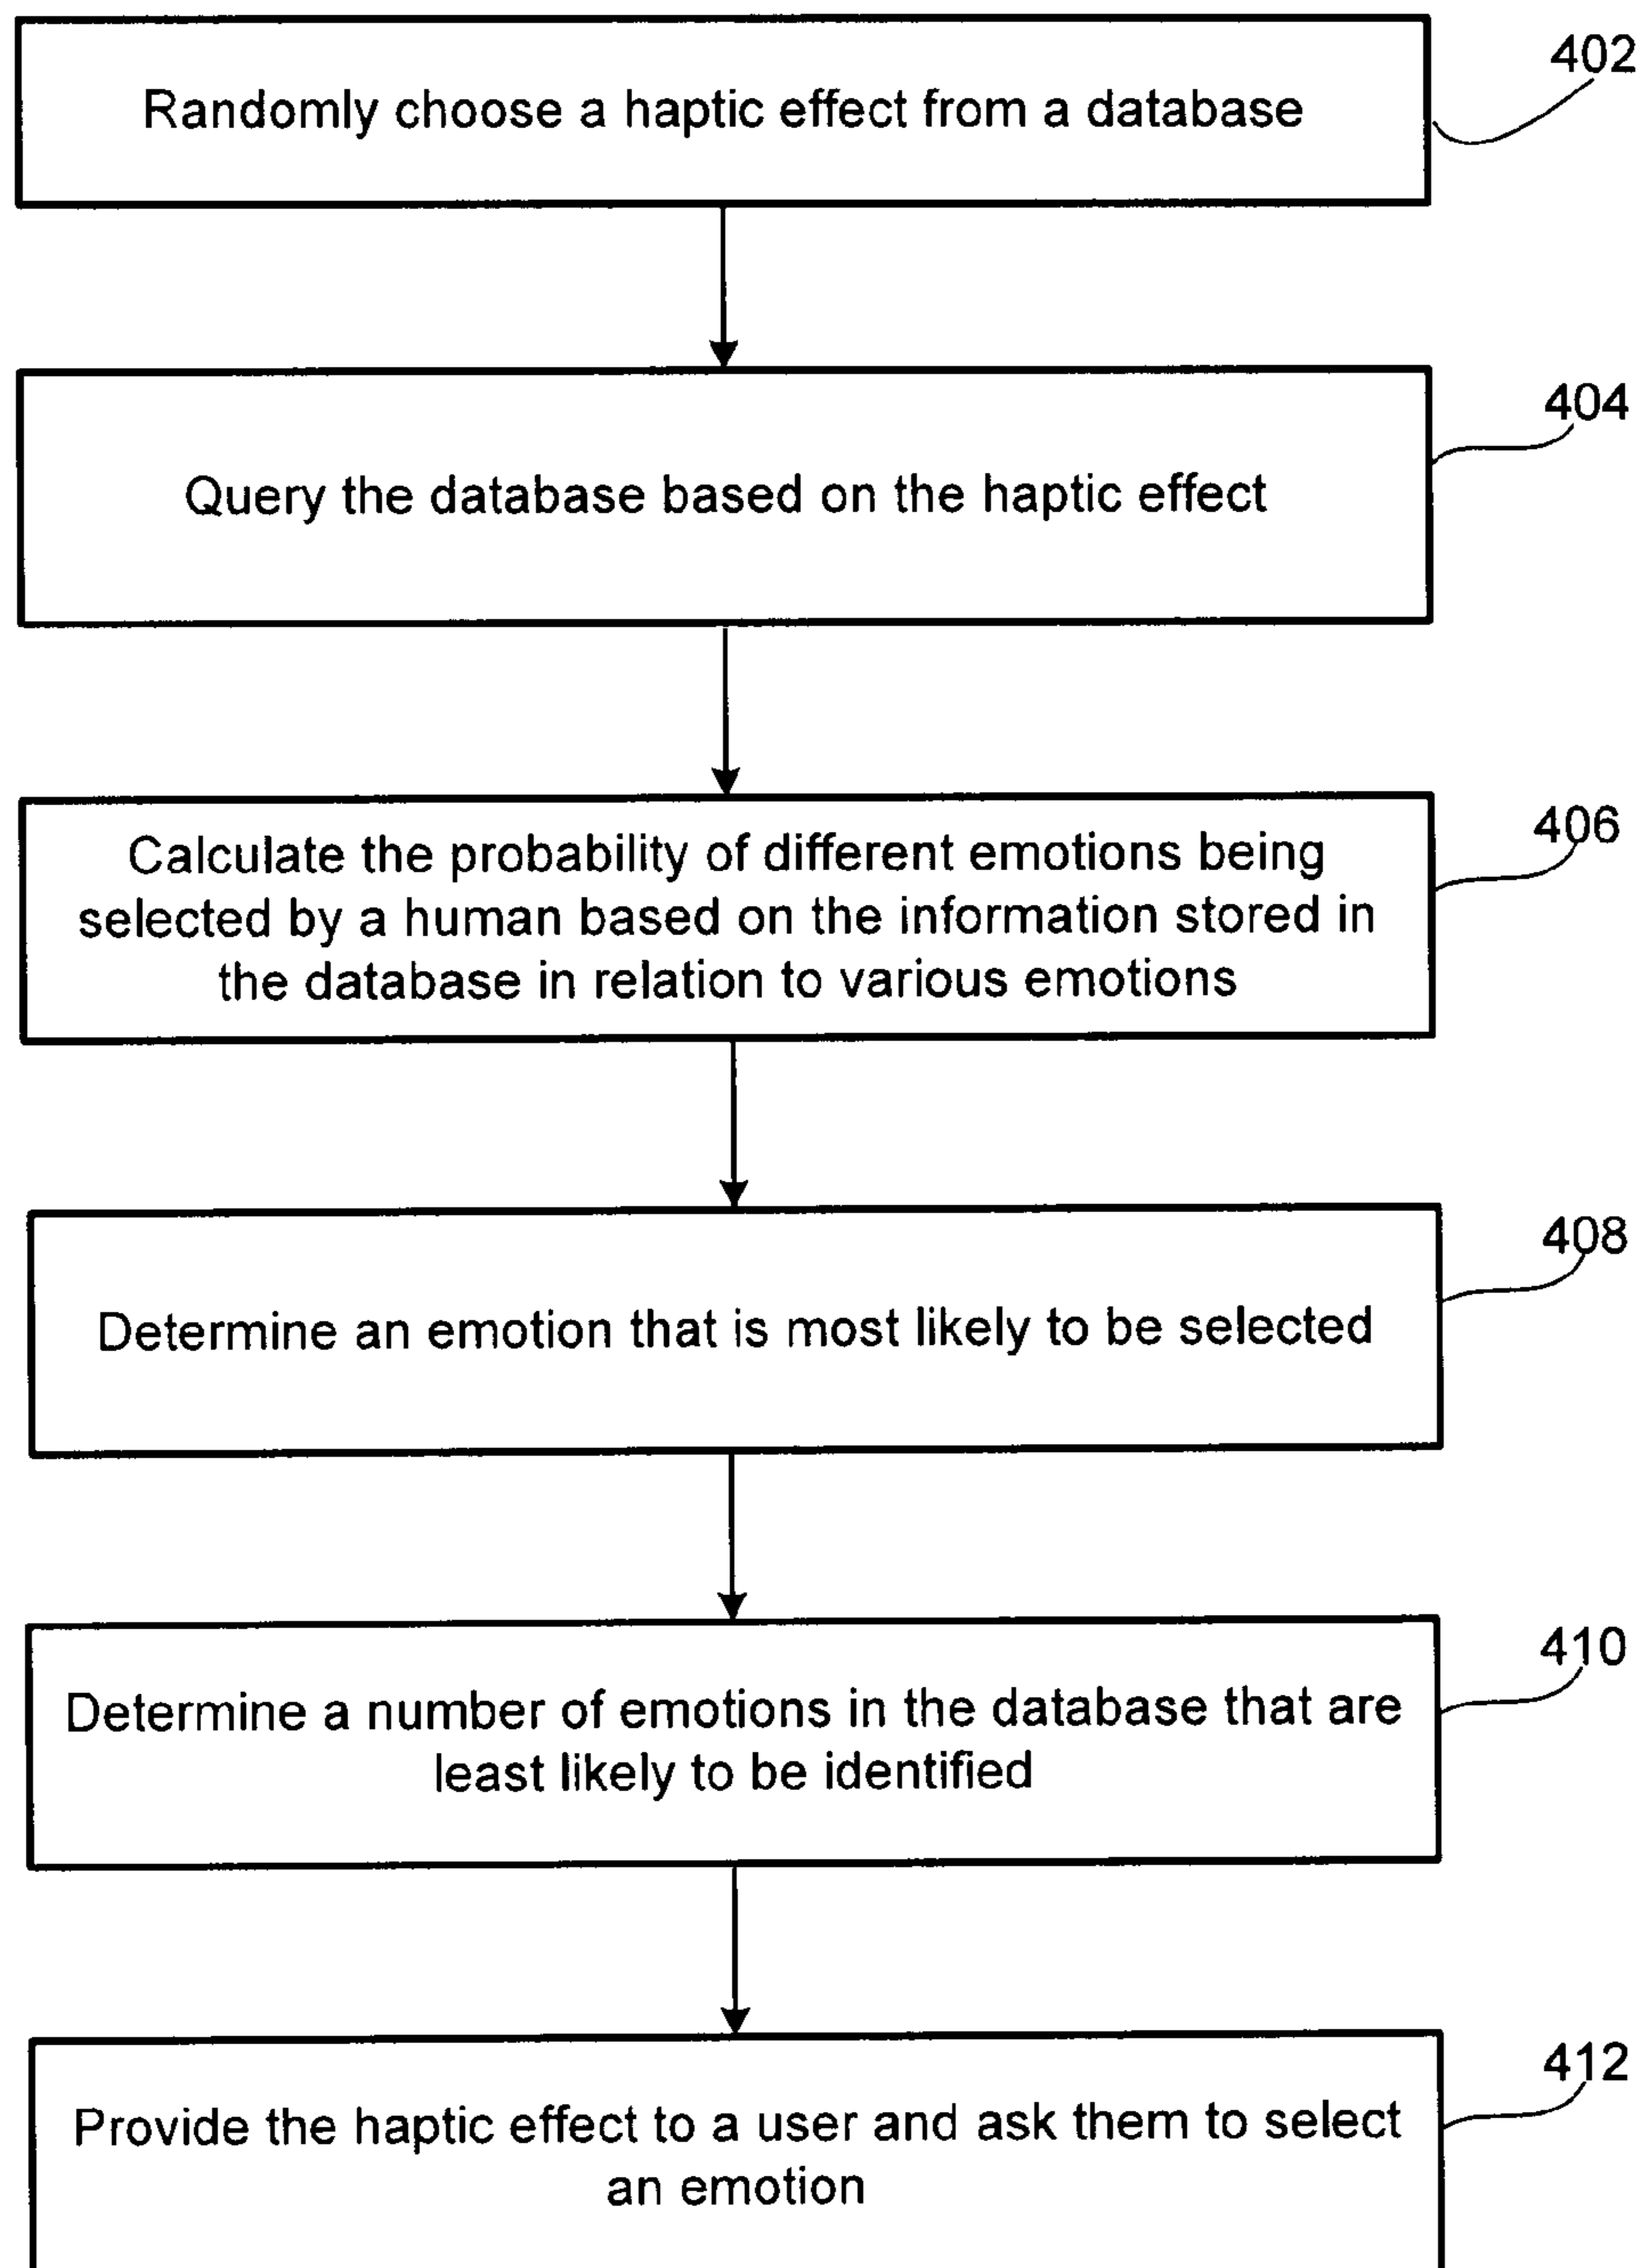 Randomly choose a haptic effect from a database
402
Query the database based on the haptic effect
404
Calculate the probability of different emotions being
selected by a human based on the information stored in
the database in relation to various emotions
406
Determine an emotion that is most likely to be selected
408
Determine a number of emotions in the database that are
least likely to be identified
410
Provide the haptic effect to a user and ask them to select
an emotion
412